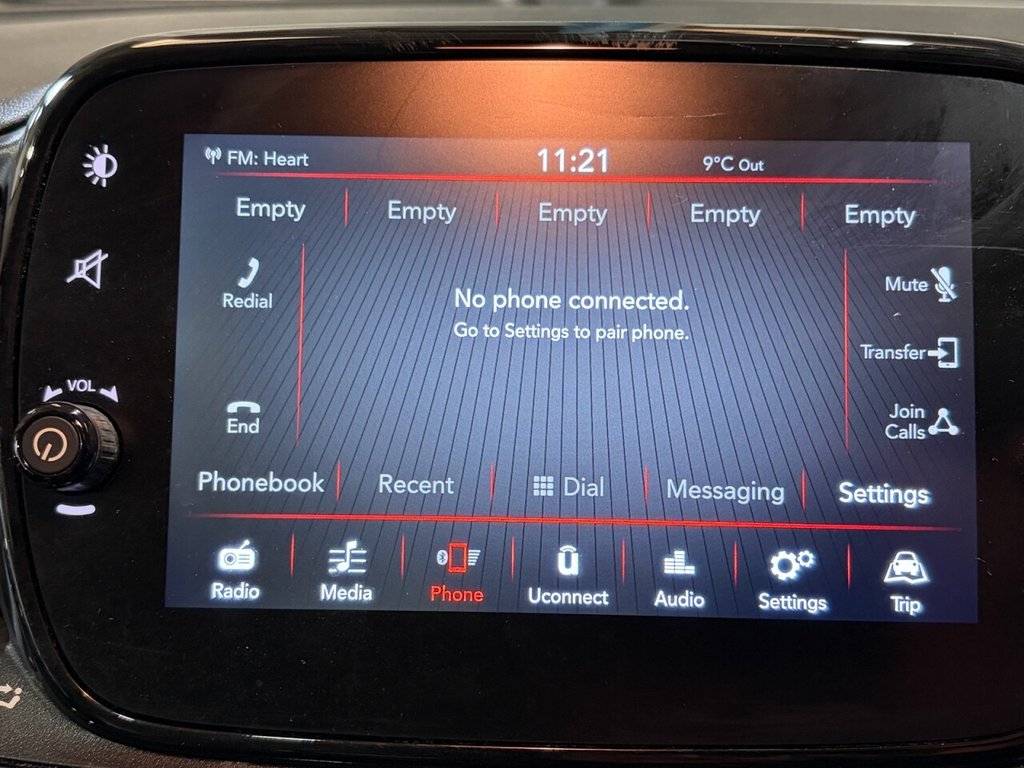 FM: Heart
11:21
9°C Out
Empty
Empty
Empty
Empty
Empty
Redial
No phone connected.
Go to Settings to pair phone.
Mute
Transfer
VOL
End
Join
Calls
Phonebook
Recent
Dial
Messaging
Settings
Radio
Media
Phone
Uconnect
Audio
Settings
Trip